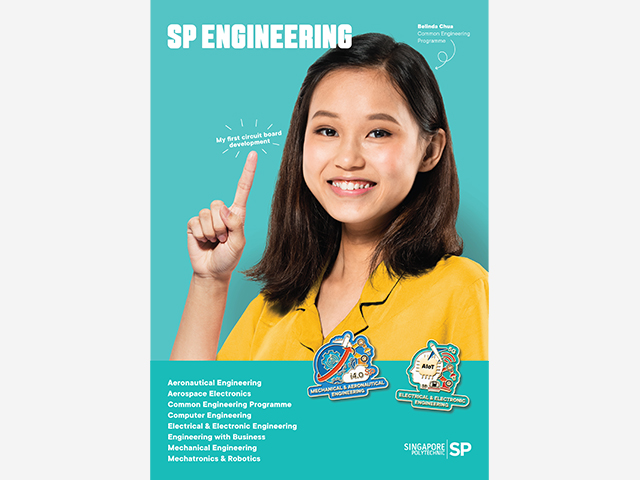 SP ENGINEERING
Belinda Chua
Common Engineering
Programme
My first circuit board
development
i4.0
MECHANICAL & AERONAUTICAL
ENGINEERING
5G
AIoT
ELECTRICAL & ELECTRONIC
ENGINEERING
Aeronautical Engineering
Aerospace Electronics
Common Engineering Programme
Computer Engineering
Electrical & Electronic Engineering
Engineering with Business
Mechanical Engineering
Mechatronics & Robotics
SINGAPORE
POLYTECHNIC
SP